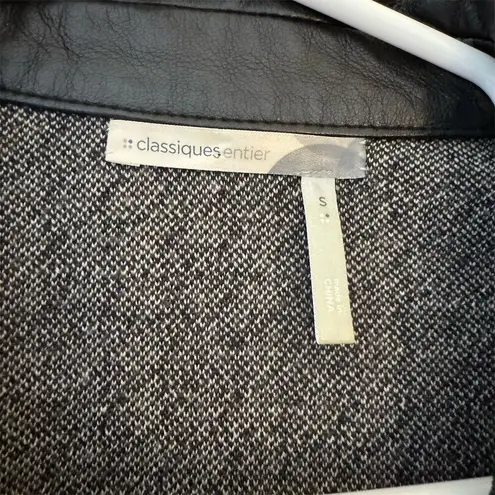 classiques entier
S
made in
CHINA